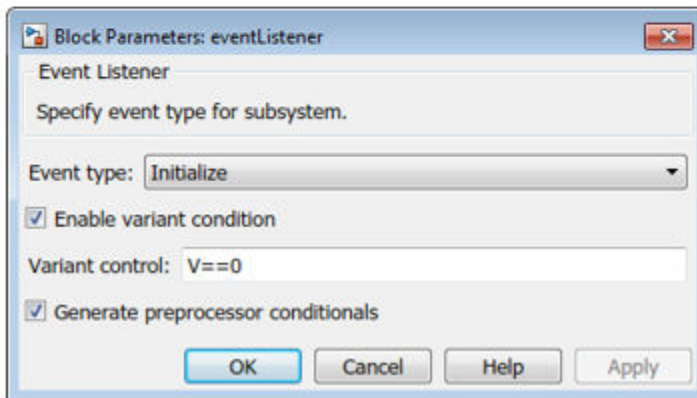 Block Parameters: eventListener
Event Listener
Specify event type for subsystem.
Event type: Initialize
Enable variant condition
Variant control: V==0
Generate preprocessor conditionals
OK Cancel Help Apply